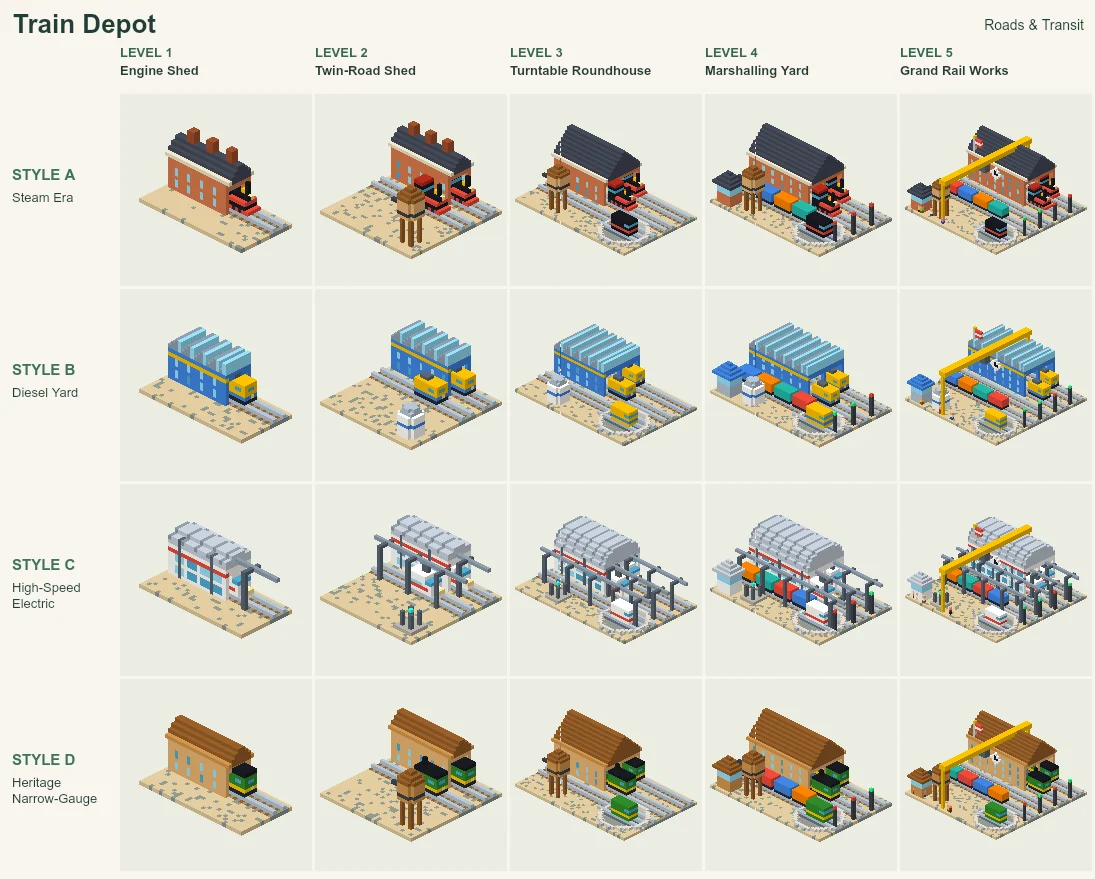 Train Depot
Roads & Transit
LEVEL 1
Engine Shed
LEVEL 2
Twin-Road Shed
LEVEL 3
Turntable Roundhouse
LEVEL 4
Marshalling Yard
LEVEL 5
Grand Rail Works
STYLE A
Steam Era
STYLE B
Diesel Yard
STYLE C
High-Speed
Electric
STYLE D
Heritage
Narrow-Gauge